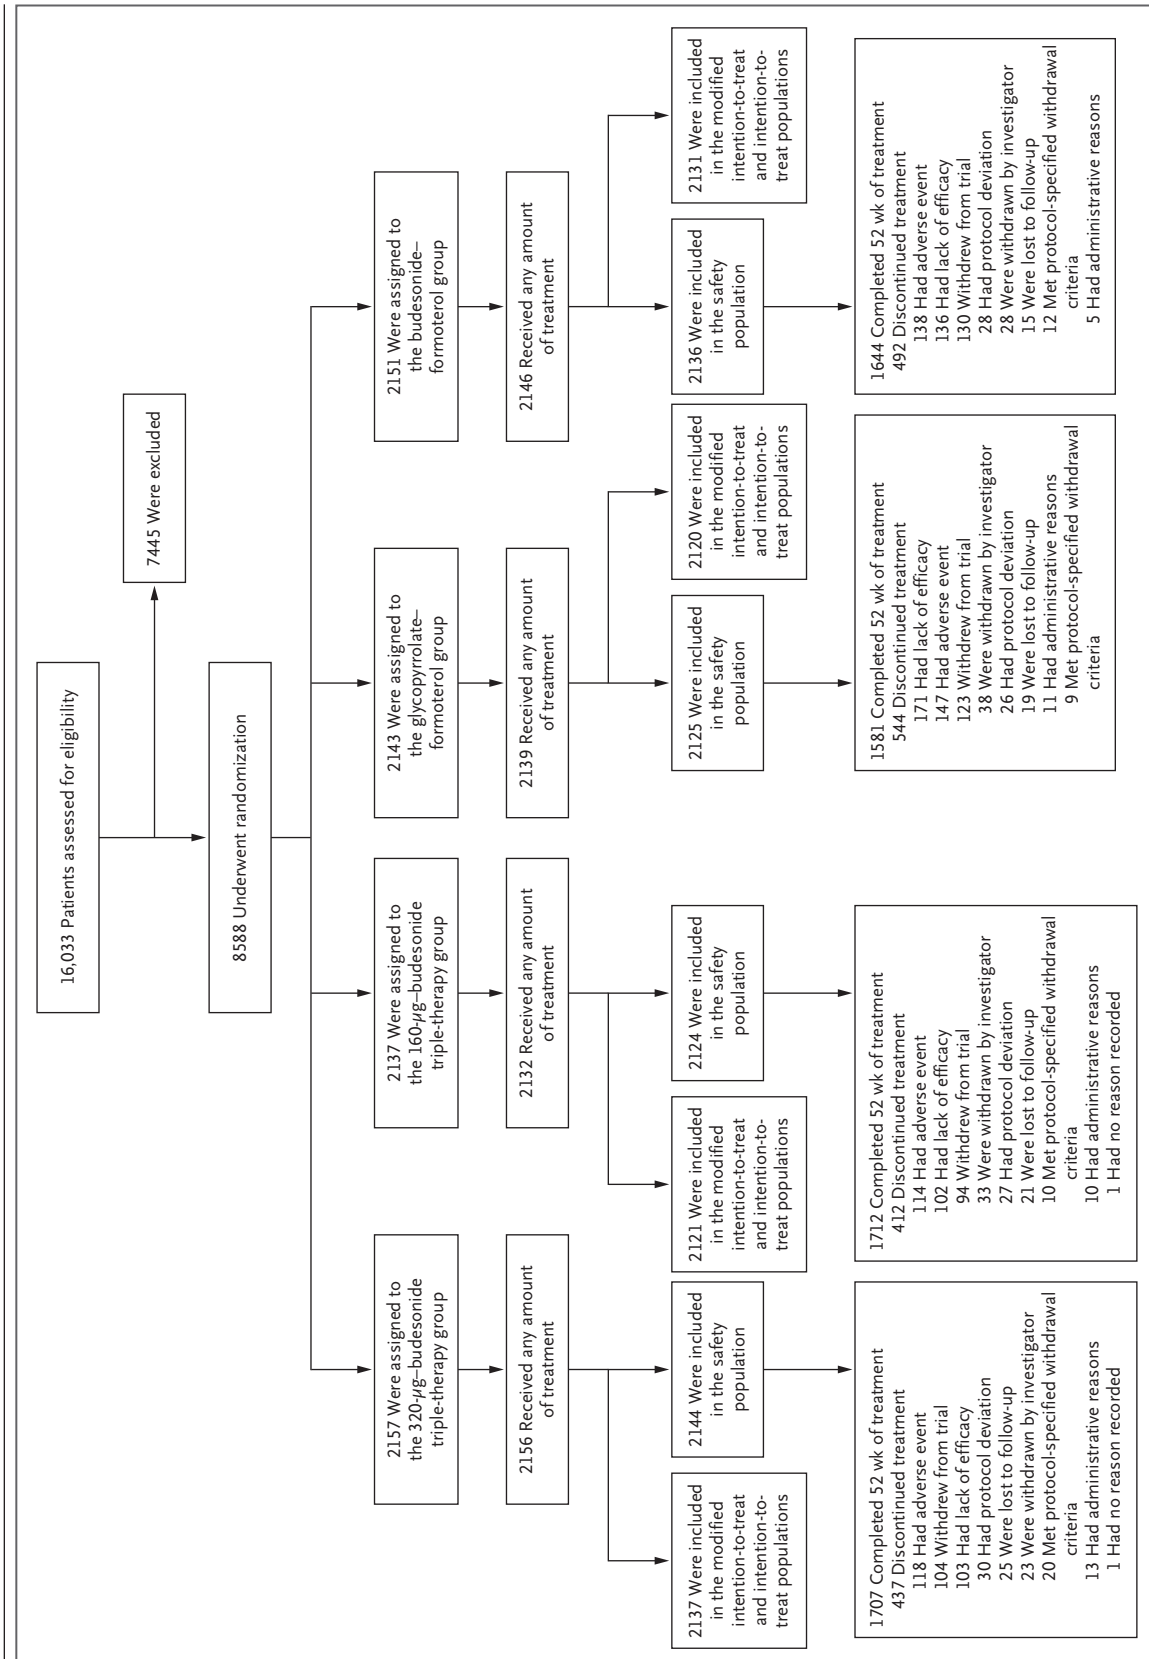 16,033 Patients assessed for eligibility
7445 Were excluded
8588 Underwent randomization
2157 Were assigned to
the 320-μg–budesonide
triple-therapy group
2137 Were assigned to
the 160-μg–budesonide
triple-therapy group
2143 Were assigned to
the glycopyrrolate–
formoterol group
2151 Were assigned to
the budesonide–
formoterol group
2156 Received any amount
of treatment
2132 Received any amount
of treatment
2139 Received any amount
of treatment
2146 Received any amount
of treatment
2137 Were included
in the modified
intention-to-treat
and intention-to-
treat populations
2144 Were included
in the safety
population
2121 Were included
in the modified
intention-to-treat
and intention-to-
treat populations
2124 Were included
in the safety
population
2125 Were included
in the safety
population
2120 Were included
in the modified
intention-to-treat
and intention-to-
treat populations
2136 Were included
in the safety
population
2131 Were included
in the modified
intention-to-treat
and intention-to-
treat populations
1707 Completed 52 wk of treatment
437 Discontinued treatment
118 Had adverse event
104 Withdrew from trial
103 Had lack of efficacy
30 Had protocol deviation
25 Were lost to follow-up
23 Were withdrawn by investigator
20 Met protocol-specified withdrawal
criteria
13 Had administrative reasons
1 Had no reason recorded
1712 Completed 52 wk of treatment
412 Discontinued treatment
114 Had adverse event
102 Had lack of efficacy
94 Withdrew from trial
33 Were withdrawn by investigator
27 Had protocol deviation
21 Were lost to follow-up
10 Met protocol-specified withdrawal
criteria
10 Had administrative reasons
1 Had no reason recorded
1581 Completed 52 wk of treatment
544 Discontinued treatment
171 Had lack of efficacy
147 Had adverse event
123 Withdrew from trial
38 Were withdrawn by investigator
26 Had protocol deviation
19 Were lost to follow-up
11 Had administrative reasons
9 Met protocol-specified withdrawal
criteria
1644 Completed 52 wk of treatment
492 Discontinued treatment
138 Had adverse event
136 Had lack of efficacy
130 Withdrew from trial
28 Had protocol deviation
28 Were withdrawn by investigator
15 Were lost to follow-up
12 Met protocol-specified withdrawal
criteria
5 Had administrative reasons